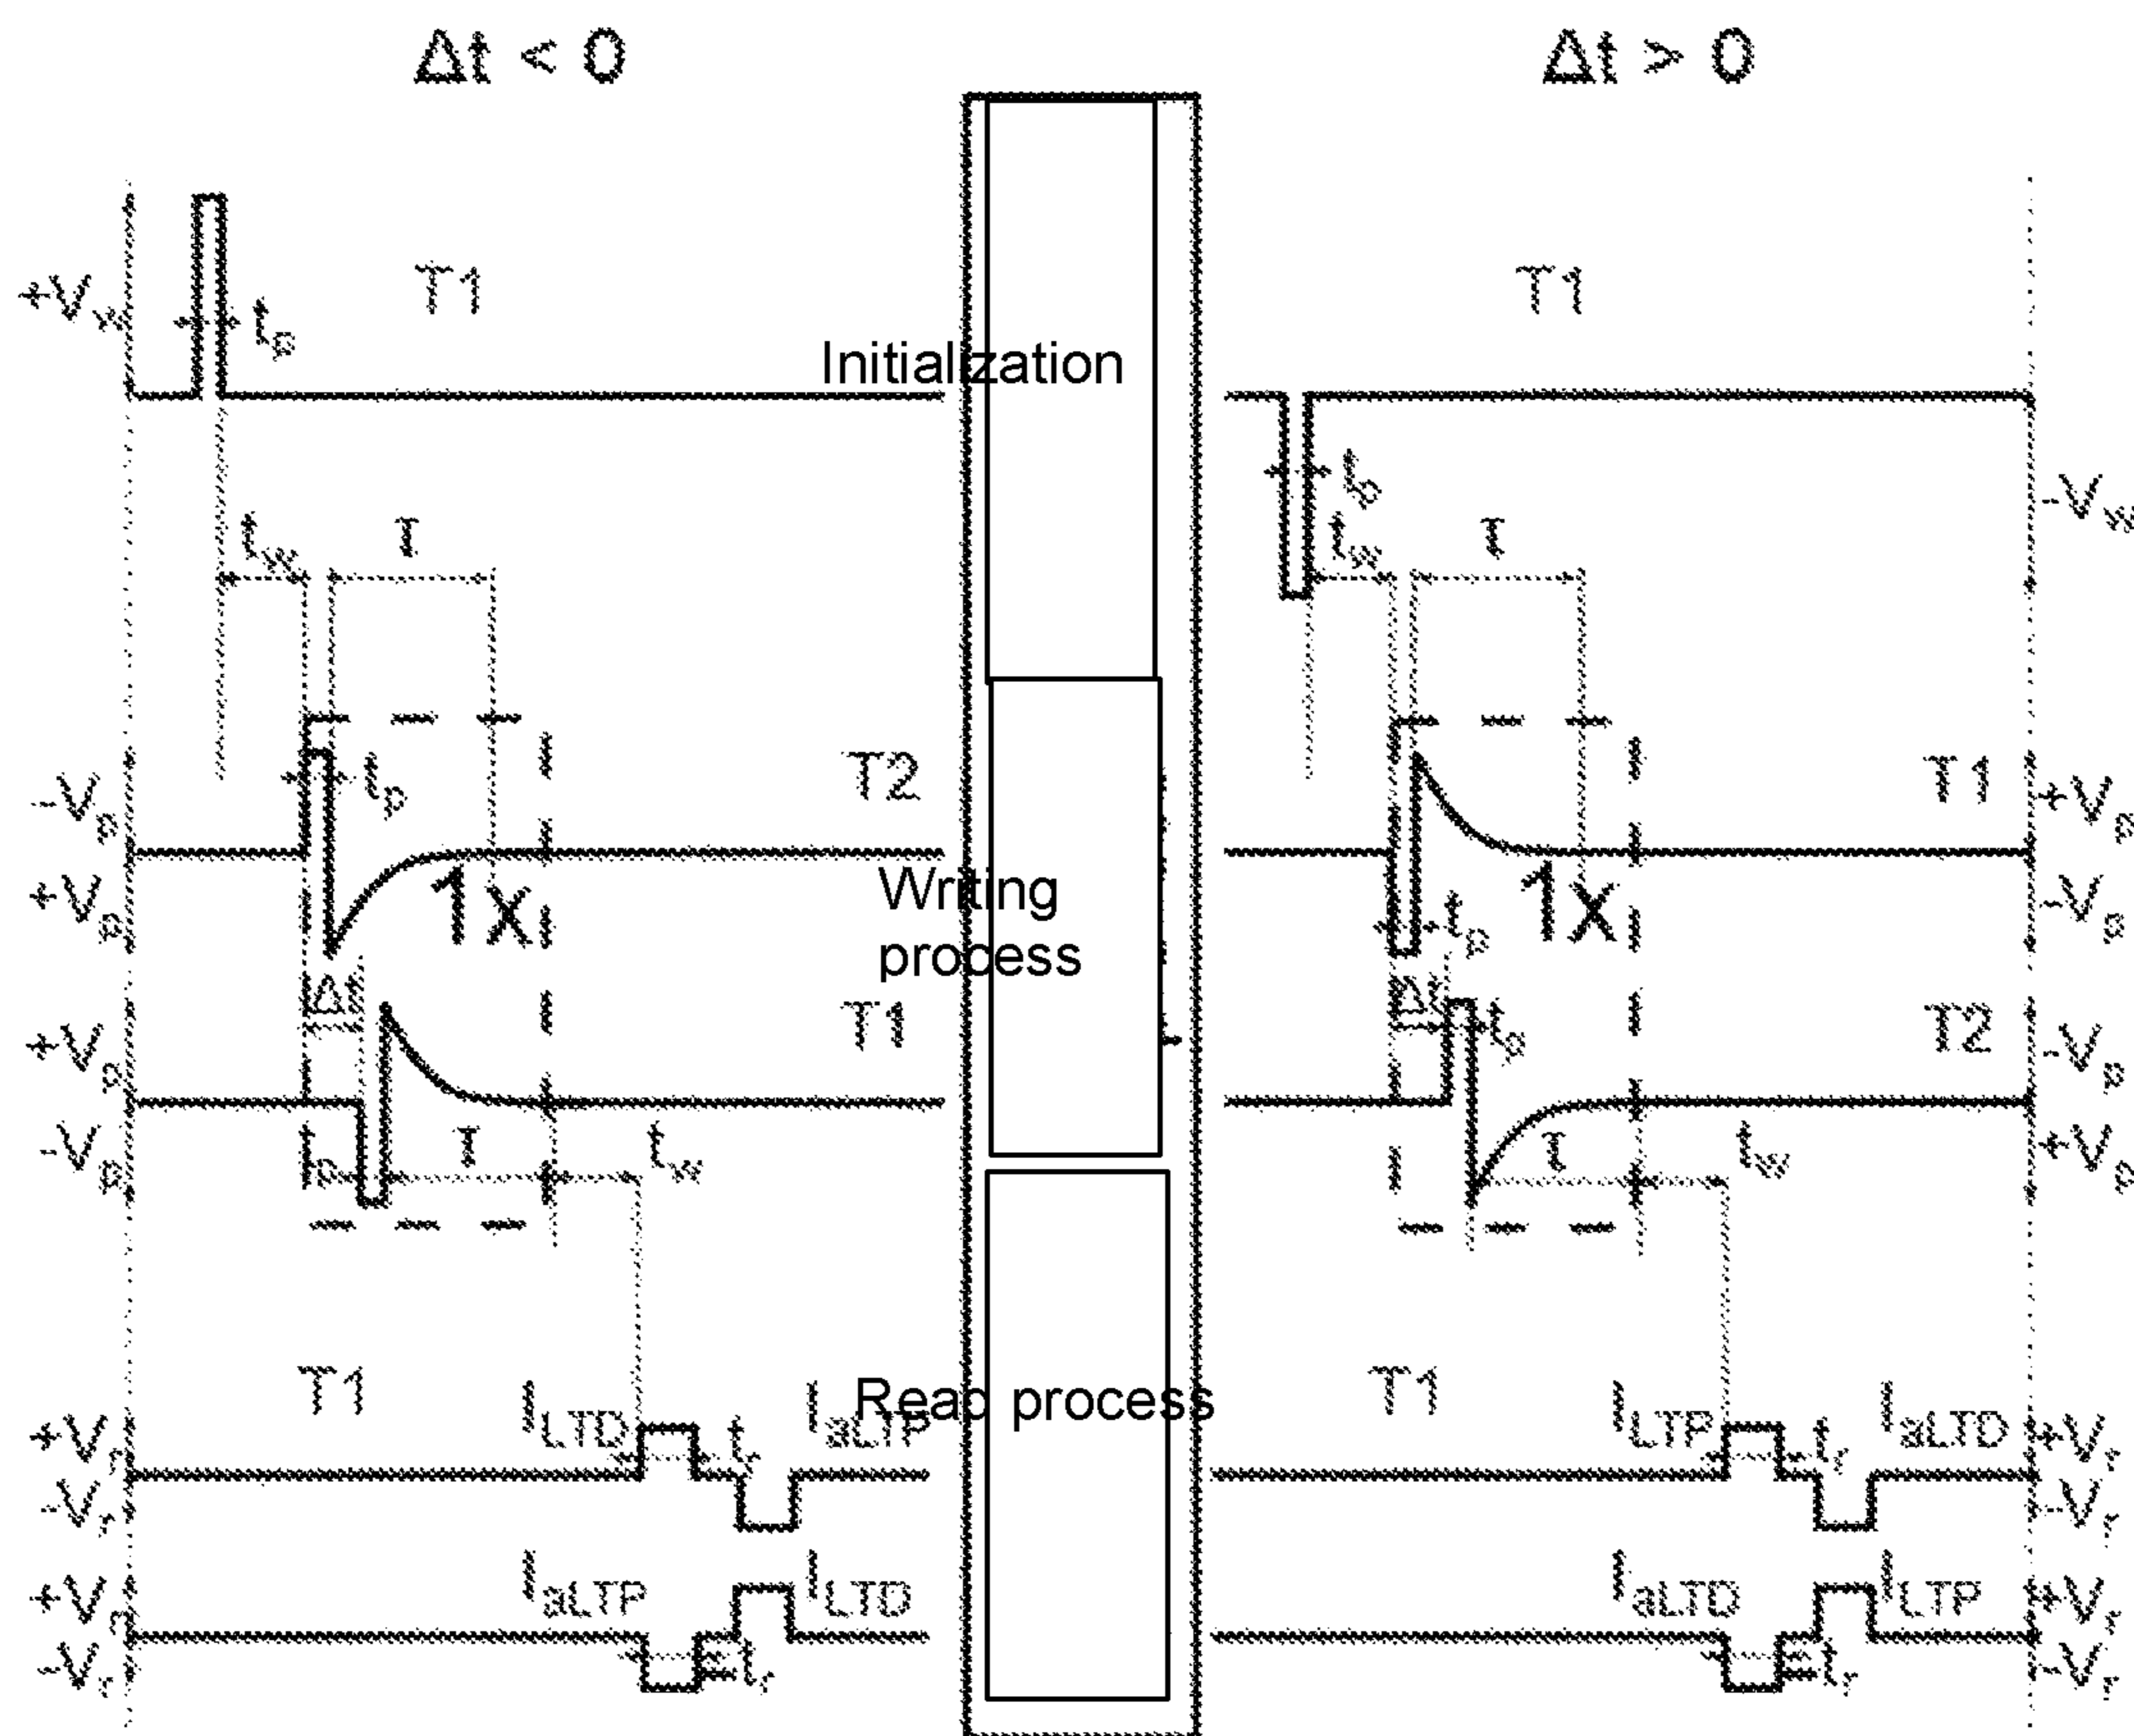 Δt < 0
Δt > 0
+Vw
tp
T1
T1
Initialization
tp
-Vw
tw
τ
tw
τ
-Vp
tp
T2
T1
+Vp
+Vp
1x
Writing
process
tp
1x
-Vp
Δt
Δt
+Vp
T1
tp
T2
-Vp
-Vp
tp
τ
tw
τ
tw
+Vp
T1
ILTD
IaLTP
Read process
T1
ILTP
IaLTD
+Vr
tr
tr
+Vr
-Vr
-Vr
IaLTP
ILTD
IaLTD
ILTP
+Vr
+Vr
-Vr
tr
tr
-Vr